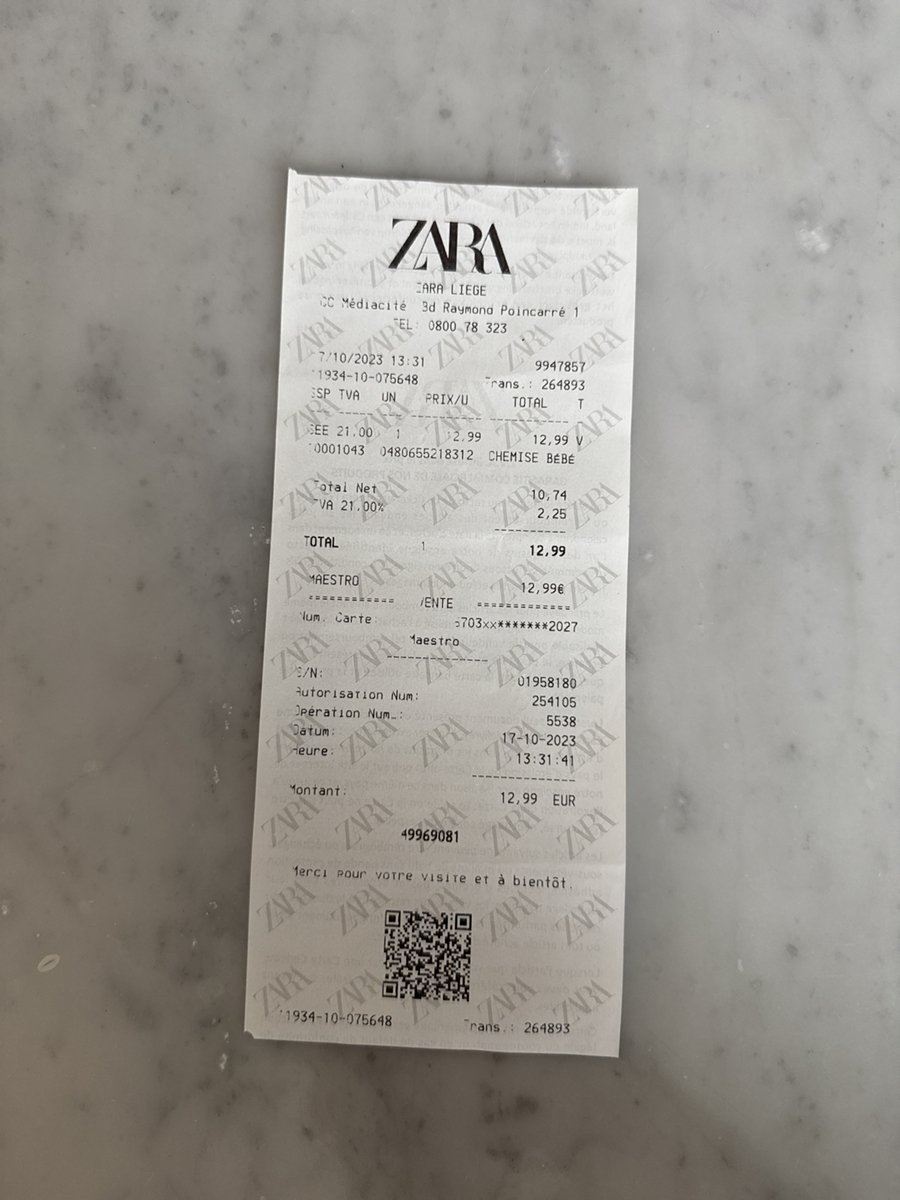 ZARA
ZARA LIEGE
CC Médiacité Bd Raymond Poincarré 1
TEL: 0800 78 323
7/10/2023 13:31 9947857
11934-10-075648 Trans.: 264893
ESP TVA UN PRIX/U TOTAL T
21.00 1 12.99 12,99 V
0001043 0480655218312 CHEMISE BÉBÉ
Total Net 10,74
TVA 21.00% 2,25
TOTAL 1 12,99
MAESTRO 12,99€
============ VENTE =============
Num. Carte: 6703xx*******2027
Maestro
S/N: 01958180
Autorisation Num: 254105
Opération Num.: 5538
Datum: 17-10-2023
Heure: 13:31:41
Montant: 12,99 EUR
49969081
Merci pour votre visite et à bientôt.
11934-10-075648 Trans.: 264893